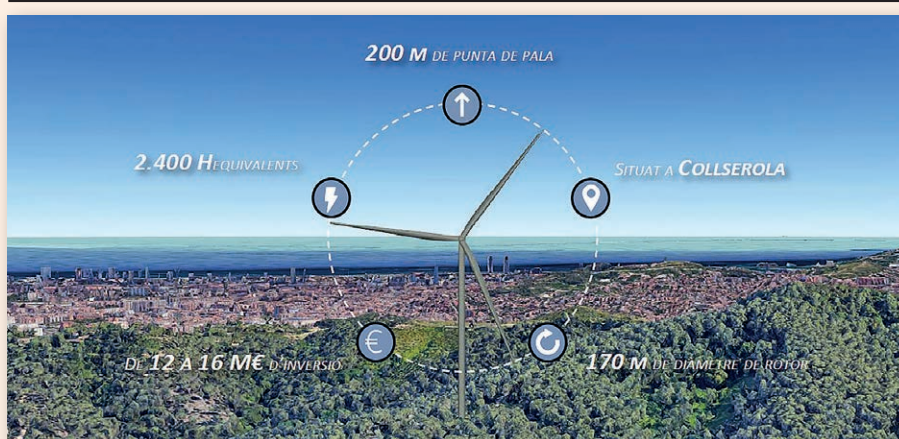 200 M DE PUNTA DE PALA
2.400 HEQUIVALENTS
SITUAT A COLLSEROLA
DE 12 A 16 M€ D'INVERSIÓ
170 M DE DIÀMETRE DE ROTOR